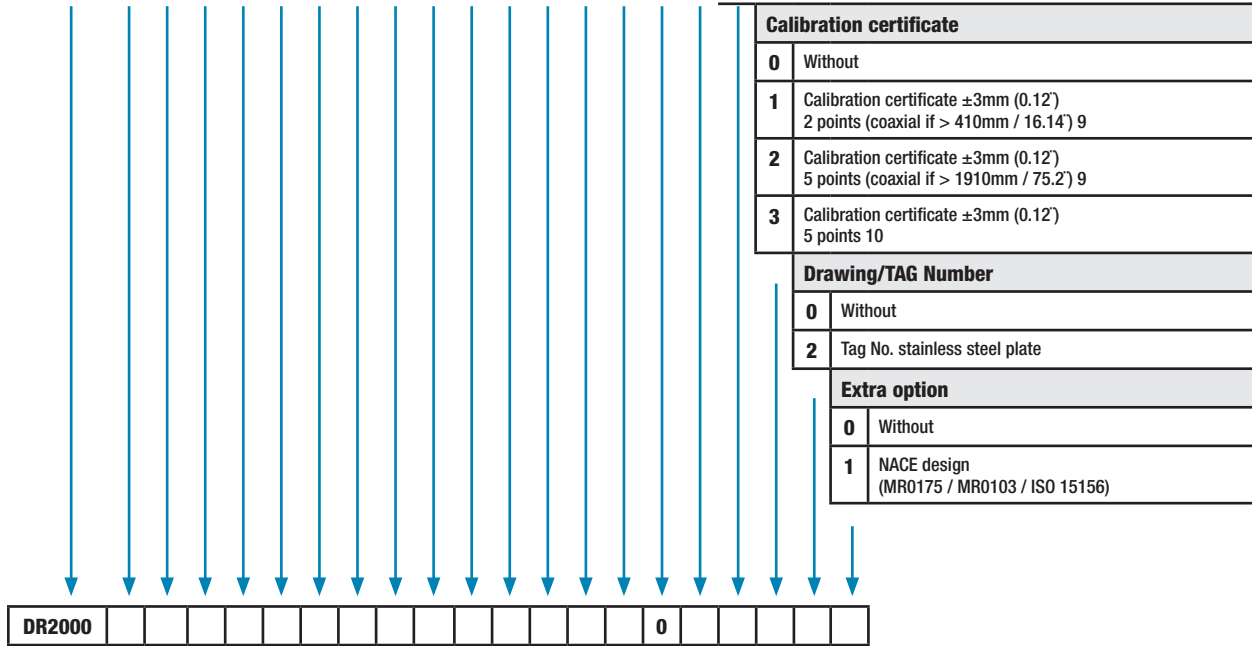 Calibration certificate
0 Without
1 Calibration certificate ±3mm (0.12")
2 points (coaxial if > 410mm / 16.14") 9
2 Calibration certificate ±3mm (0.12")
5 points (coaxial if > 1910mm / 75.2") 9
3 Calibration certificate ±3mm (0.12")
5 points 10
Drawing/TAG Number
0 Without
2 Tag No. stainless steel plate
Extra option
0 Without
1 NACE design
(MR0175 / MR0103 / ISO 15156)
DR2000 0